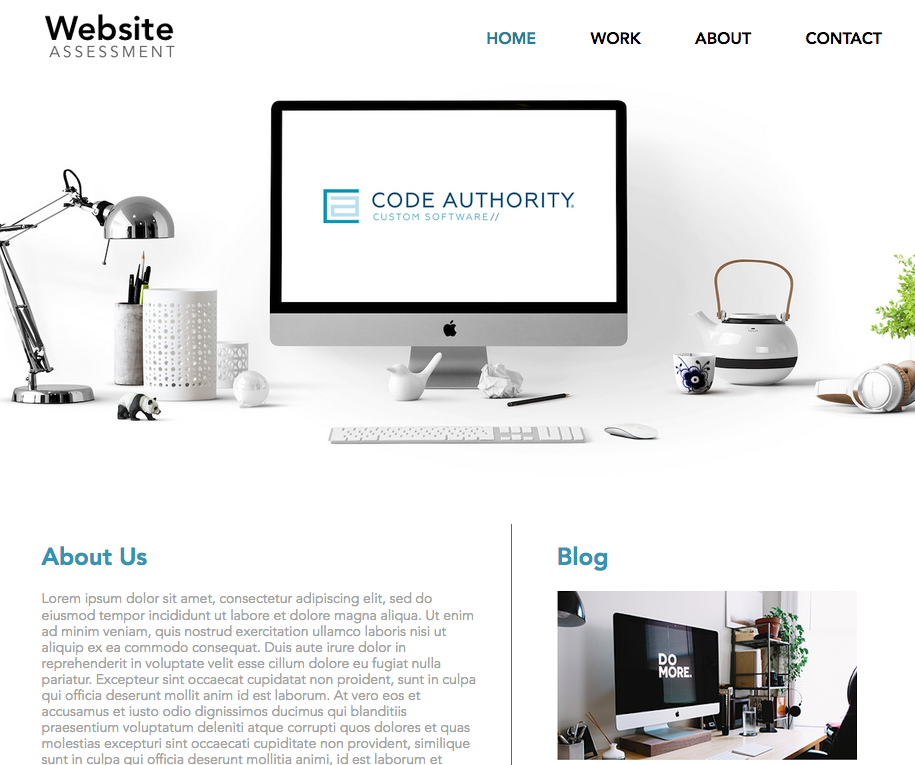 Website
ASSESSMENT
HOME WORK ABOUT CONTACT
CODE AUTHORITY
CUSTOM SOFTWARE//
About Us
Lorem ipsum dolor sit amet, consectetur adipiscing elit, sed do
eiusmod tempor incididunt ut labore et dolore magna aliqua. Ut enim
ad minim veniam, quis nostrud exercitation ullamco laboris nisi ut
aliquip ex ea commodo consequat. Duis aute irure dolor in
reprehenderit in voluptate velit esse cillum dolore eu fugiat nulla
pariatur. Excepteur sint occaecat cupidatat non proident, sunt in culpa
qui officia deserunt mollit anim id est laborum. At vero eos et
accusamus et iusto odio dignissimos ducimus qui blanditiis
praesentium voluptatum deleniti atque corrupti quos dolores et quas
molestias excepturi sint occaecati cupiditate non provident, similique
sunt in culpa qui officia deserunt mollitia animi, id est laborum et
Blog
DO
MORE.